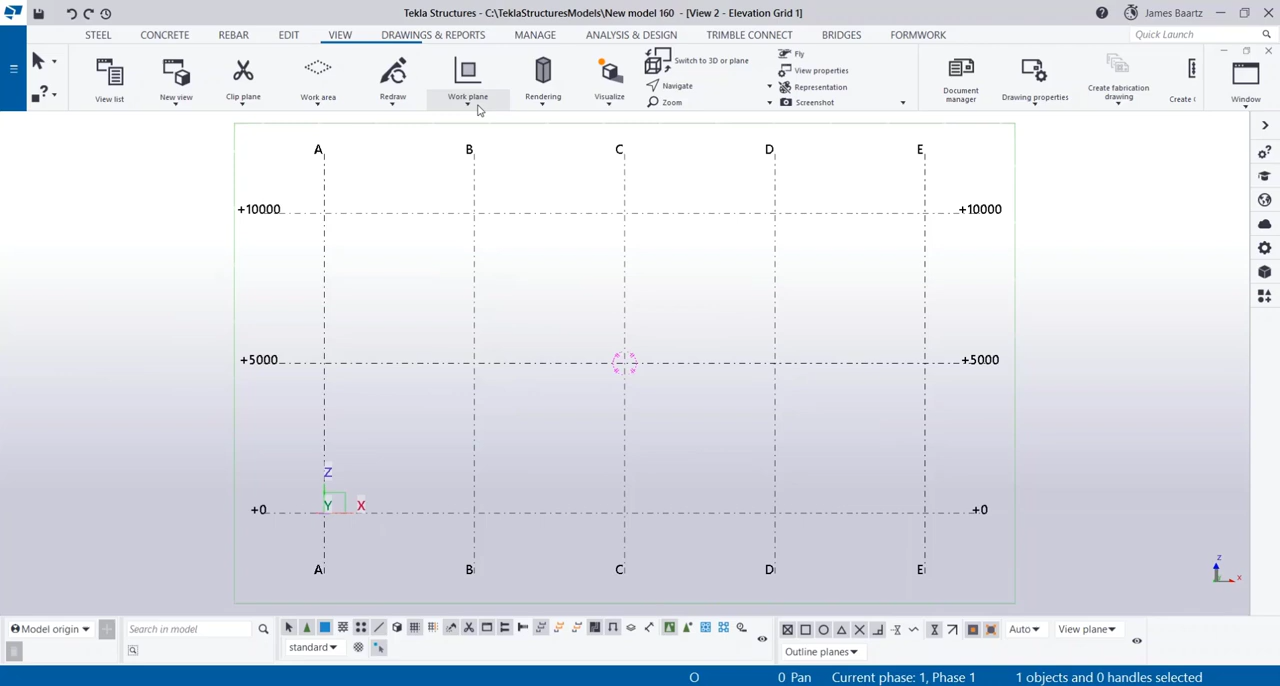 Tekla Structures - C:\TeklaStructuresModels\New model 160 - [View 2 - Elevation Grid 1]
James Baartz
STEEL CONCRETE REBAR EDIT VIEW DRAWINGS & REPORTS MANAGE ANALYSIS & DESIGN TRIMBLE CONNECT BRIDGES FORMWORK Quick Launch
View list
New view
Clip plane
Work area
Redraw
Work plane
Rendering
Visualize
Switch to 3D or plane
Navigate
Zoom
Fly
View properties
Representation
Screenshot
Document
manager
Drawing properties
Create fabrication
drawing
Create (
Window
A B C D E
+10000 +10000
+5000 +5000
Z
Y X
+0 +0
A B C D E
Z
X
Model origin
Search in model
standard
Auto
View plane
Outline planes
O 0 Pan Current phase: 1, Phase 1 1 objects and 0 handles selected